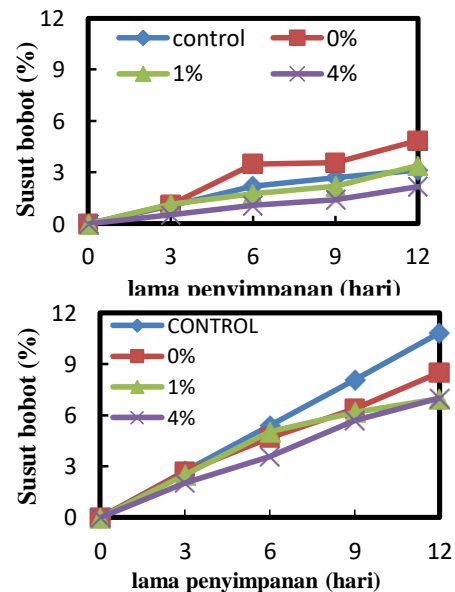 Susut bobot (%)
12
9
6
3
0
control 0%
1% 4%
0 3 6 9 12
lama penyimpanan (hari)
Susut bobot (%)
12
9
6
3
0
CONTROL
0%
1%
4%
0 3 6 9 12
lama penyimpanan (hari)